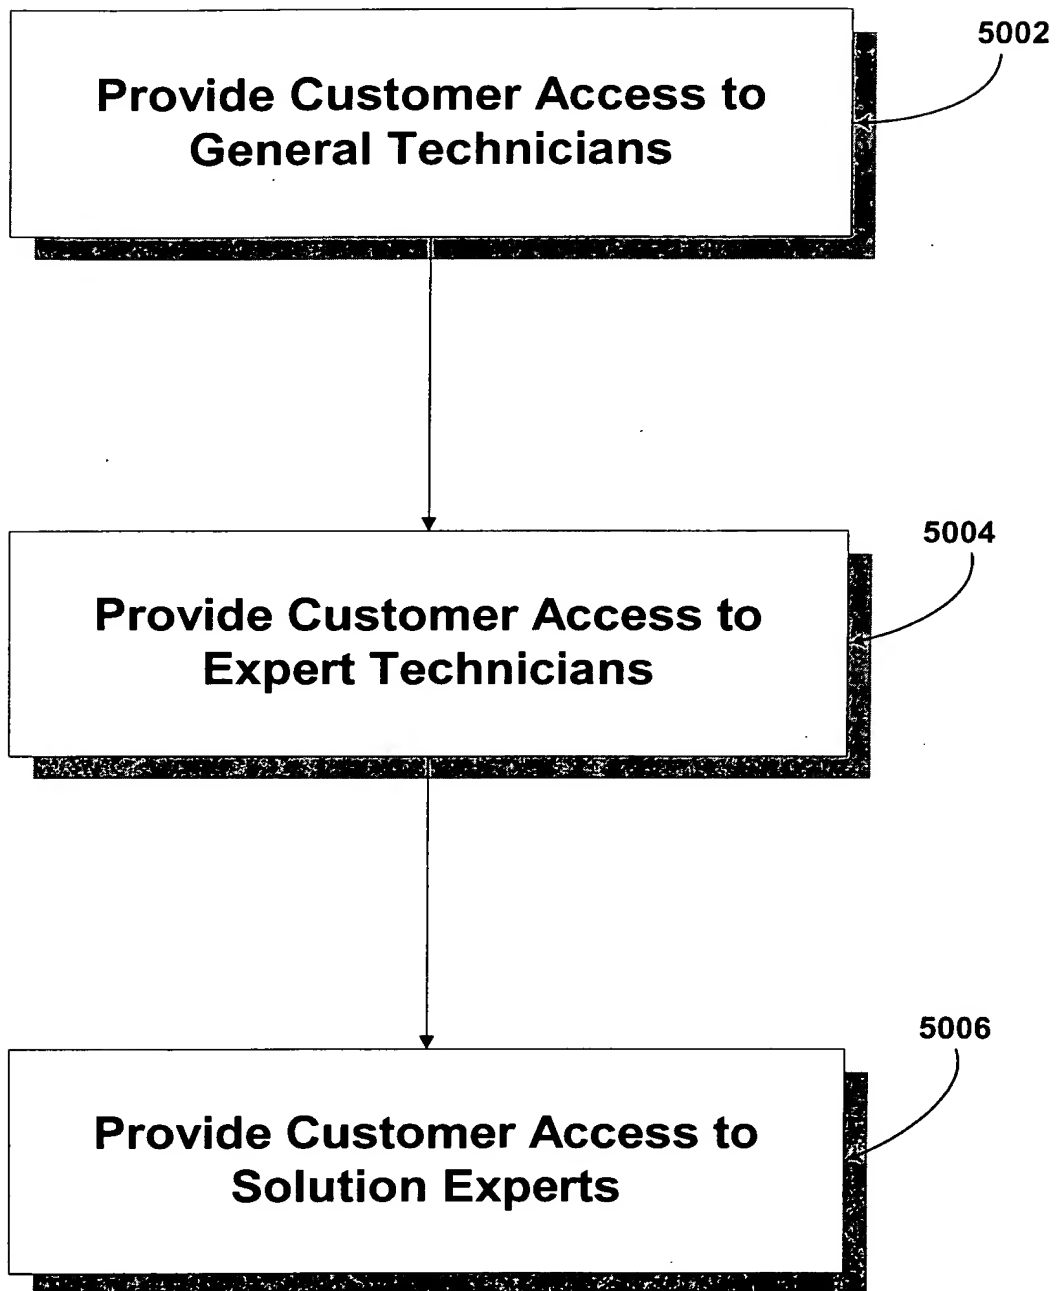 5002
Provide Customer Access to
General Technicians
5004
Provide Customer Access to
Expert Technicians
5006
Provide Customer Access to
Solution Experts